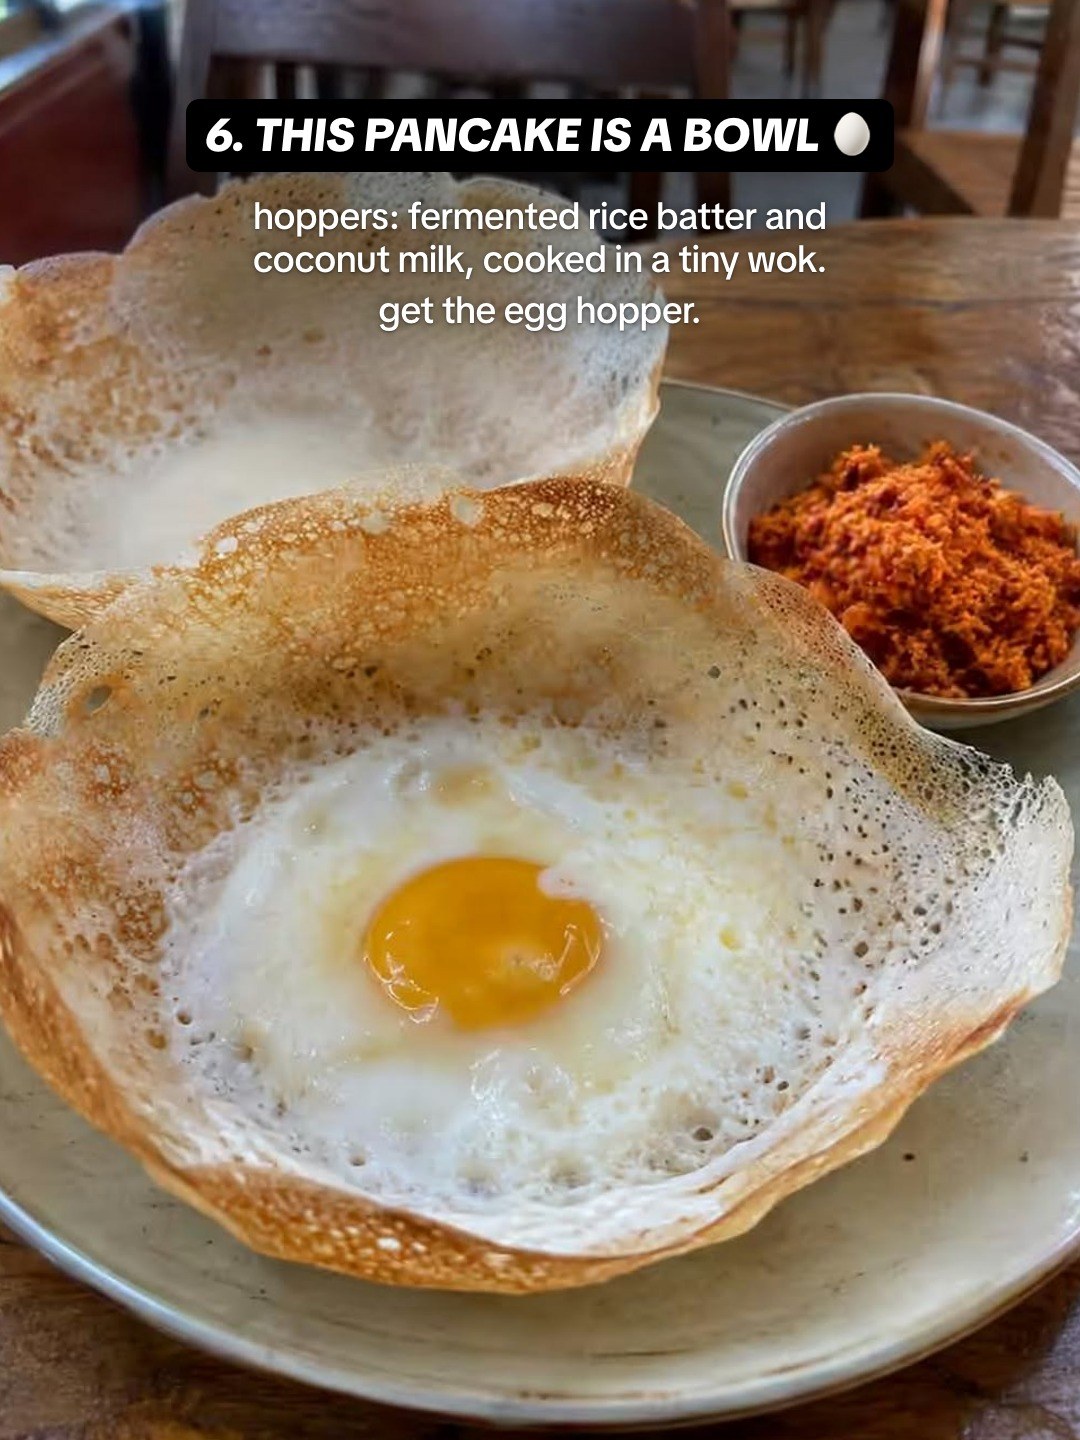 6. THIS PANCAKE IS A BOWL 🥚
hoppers: fermented rice batter and
coconut milk, cooked in a tiny wok.
get the egg hopper.